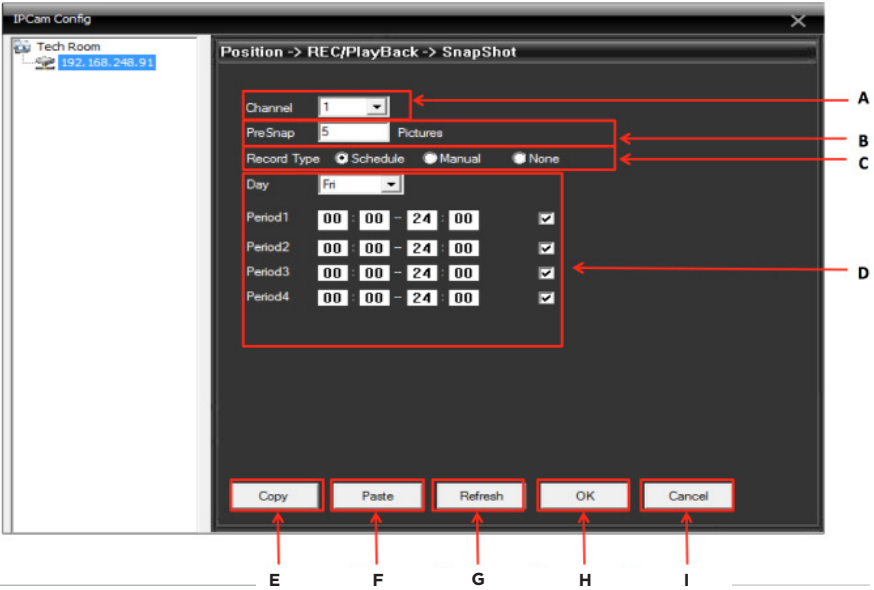 IPCam Config
Tech Room
192.168.248.91
Position -> REC/PlayBack -> SnapShot
Channel 1
A
PreSnap 5 Pictures
B
Record Type Schedule Manual None
C
Day Fri
Period1 00 : 00 - 24 : 00
Period2 00 : 00 - 24 : 00
Period3 00 : 00 - 24 : 00
D
Period4 00 : 00 - 24 : 00
Copy Paste Refresh OK Cancel
E F G H I